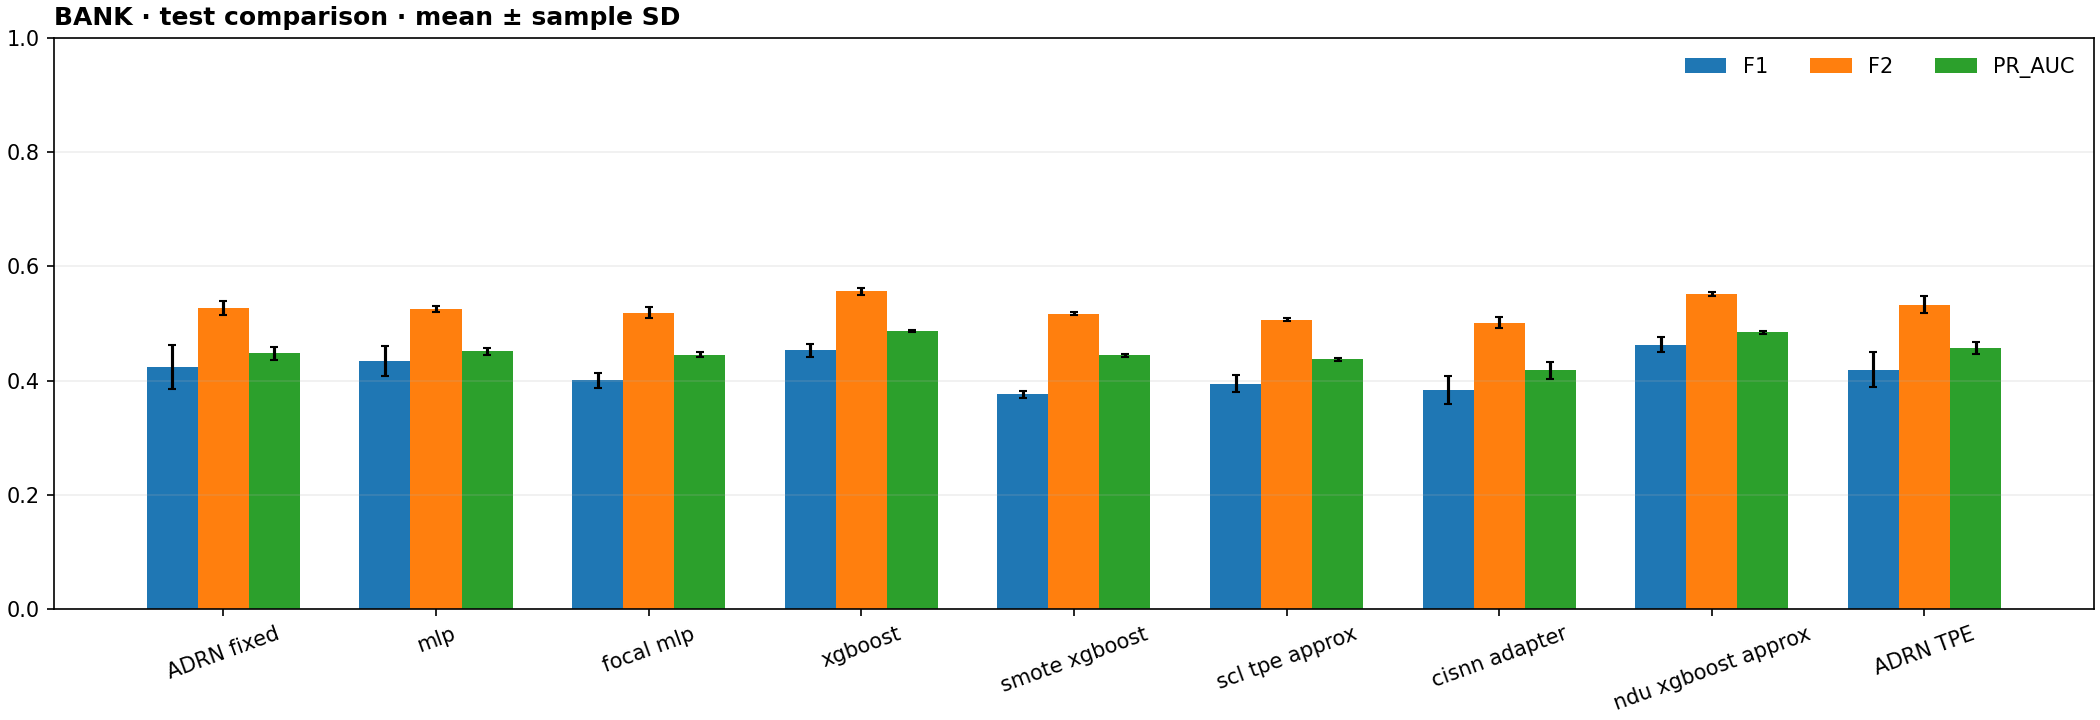 BANK · test comparison · mean ± sample SD
1.0
0.8
0.6
0.4
0.2
0.0
F1
F2
PR_AUC
ADRN fixed
mlp
focal mlp
xgboost
smote xgboost
scl tpe approx
cisnn adapter
ndu xgboost approx
ADRN TPE